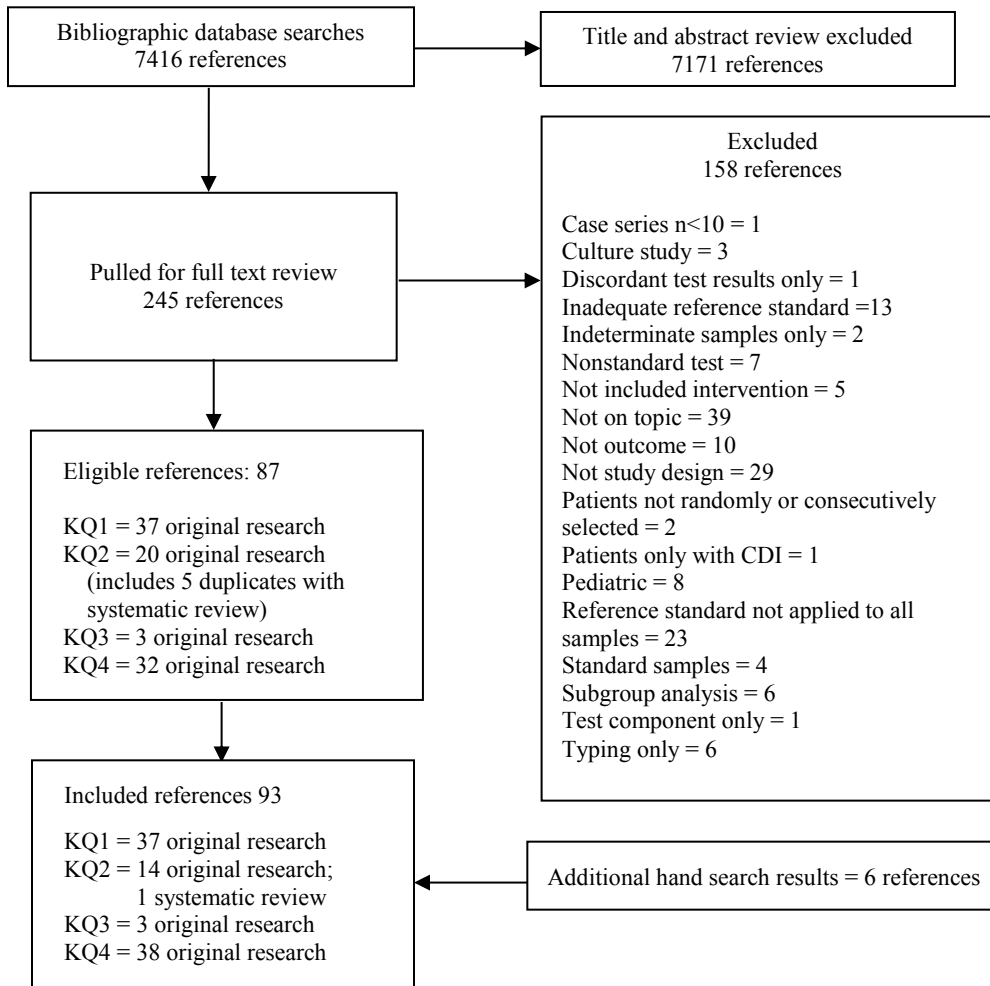 Bibliographic database searches
7416 references
Title and abstract review excluded
7171 references
Pulled for full text review
245 references
Excluded
158 references
Case series n<10 = 1
Culture study = 3
Discordant test results only = 1
Inadequate reference standard =13
Indeterminate samples only = 2
Nonstandard test = 7
Not included intervention = 5
Not on topic = 39
Not outcome = 10
Not study design = 29
Patients not randomly or consecutively
selected = 2
Patients only with CDI = 1
Pediatric = 8
Reference standard not applied to all
samples = 23
Standard samples = 4
Subgroup analysis = 6
Test component only = 1
Typing only = 6
Eligible references: 87
KQ1 = 37 original research
KQ2 = 20 original research
(includes 5 duplicates with
systematic review)
KQ3 = 3 original research
KQ4 = 32 original research
Included references 93
KQ1 = 37 original research
KQ2 = 14 original research;
1 systematic review
KQ3 = 3 original research
KQ4 = 38 original research
Additional hand search results = 6 references